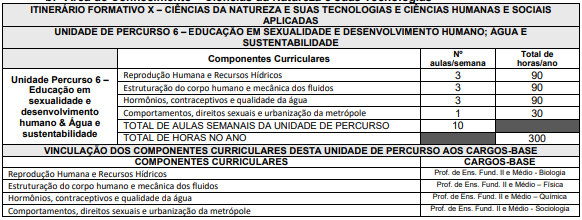 ITINERÁRIO FORMATIVO X – CIÊNCIAS DA NATUREZA E SUAS TECNOLOGIAS E CIÊNCIAS HUMANAS E SOCIAIS
APLICADAS
UNIDADE DE PERCURSO 6 – EDUCAÇÃO EM SEXUALIDADE E DESENVOLVIMENTO HUMANO; ÁGUA E
SUSTENTABILIDADE
Unidade Percurso 6 –
Educação em
sexualidade e
desenvolvimento
humano & Água e
sustentabilidade
Componentes Curriculares Nº aulas/semana Total de horas/ano
Reprodução Humana e Recursos Hídricos 3 90
Estruturação do corpo humano e mecânica dos fluidos 3 90
Hormônios, contraceptivos e qualidade da água 3 90
Comportamentos, direitos sexuais e urbanização da metrópole 1 30
TOTAL DE AULAS SEMANAIS DA UNIDADE DE PERCURSO 10
TOTAL DE HORAS NO ANO 300
VINCULAÇÃO DOS COMPONENTES CURRICULARES DESTA UNIDADE DE PERCURSO AOS CARGOS-BASE
COMPONENTES CURRICULARES CARGOS-BASE
Reprodução Humana e Recursos Hídricos Prof. de Ens. Fund. II e Médio - Biologia
Estruturação do corpo humano e mecânica dos fluidos Prof. de Ens. Fund. II e Médio – Física
Hormônios, contraceptivos e qualidade da água Prof. de Ens. Fund. II e Médio – Química
Comportamentos, direitos sexuais e urbanização da metrópole Prof. de Ens. Fund. II e Médio - Sociologia